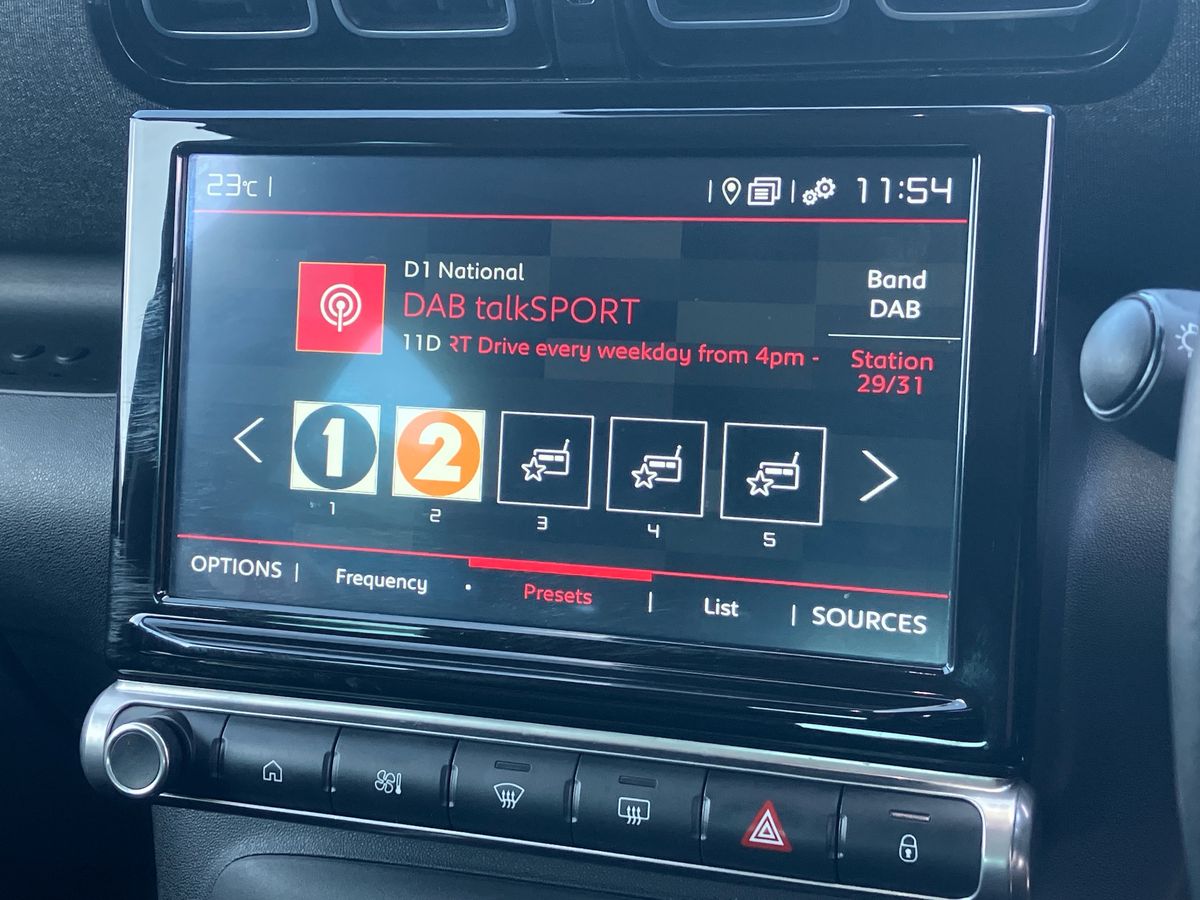 23°C
11:54
D1 National
DAB talkSPORT
11D RT Drive every weekday from 4pm -
Band
DAB
Station
29/31
1
2
1
2
3
4
5
OPTIONS
Frequency
Presets
List
SOURCES